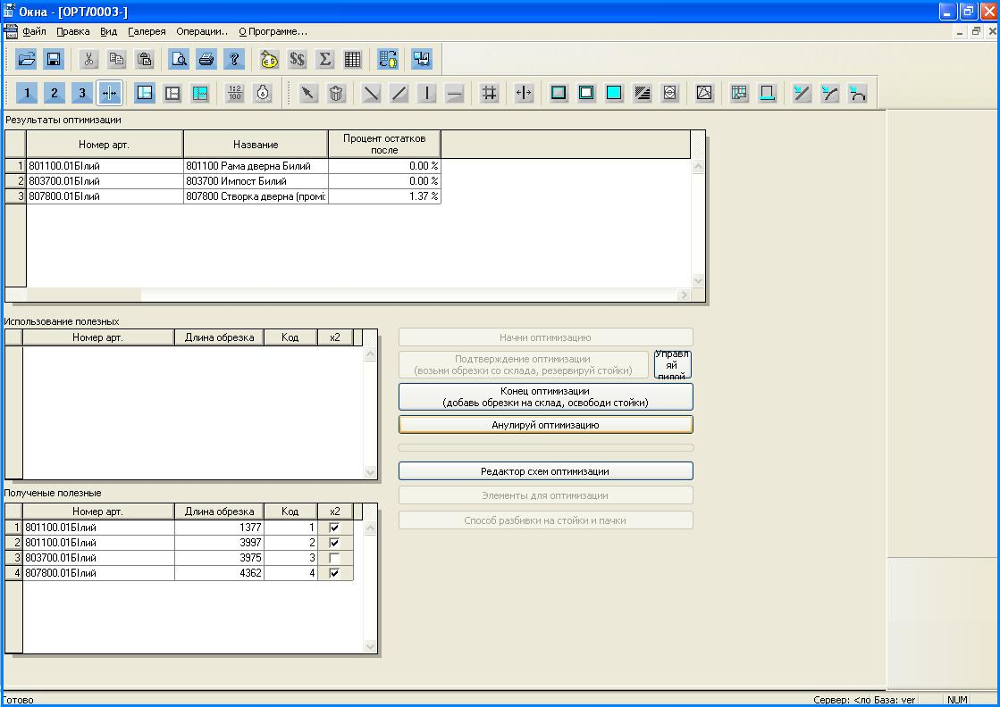 Окна - [OPT/0003-]
Файл Правка Вид Галерея Операции.. О Программе...
1 2 3 1:2 100
Результаты оптимизации
Номер арт. Название Процент остатков после
1 801100.01БІлий 801100 Рама дверна Билий 0.00 %
2 803700.01БІлий 803700 Импост Билий 0.00 %
3 807800.01БІлий 807800 Створка дверна (промі: 1.37 %
Использование полезных
Номер арт. Длина обрезка Код x2
Начни оптимизацию
Подтверждение оптимизации
(возьми обрезки со склада, резервируй стойки)
Управл
яй
пилой
Конец оптимизации
(добавь обрезки на склад, освободи стойки)
Анулируй оптимизацию
Редактор схем оптимизации
Элементы для оптимизации
Способ разбивки на стойки и пачки
Полученые полезные
Номер арт. Длина обрезка Код x2
1 801100.01БІлий 1377 1
2 801100.01БІлий 3997 2
3 803700.01БІлий 3975 3
4 807800.01БІлий 4362 4
Готово Сервер: <ло База: ver NUM